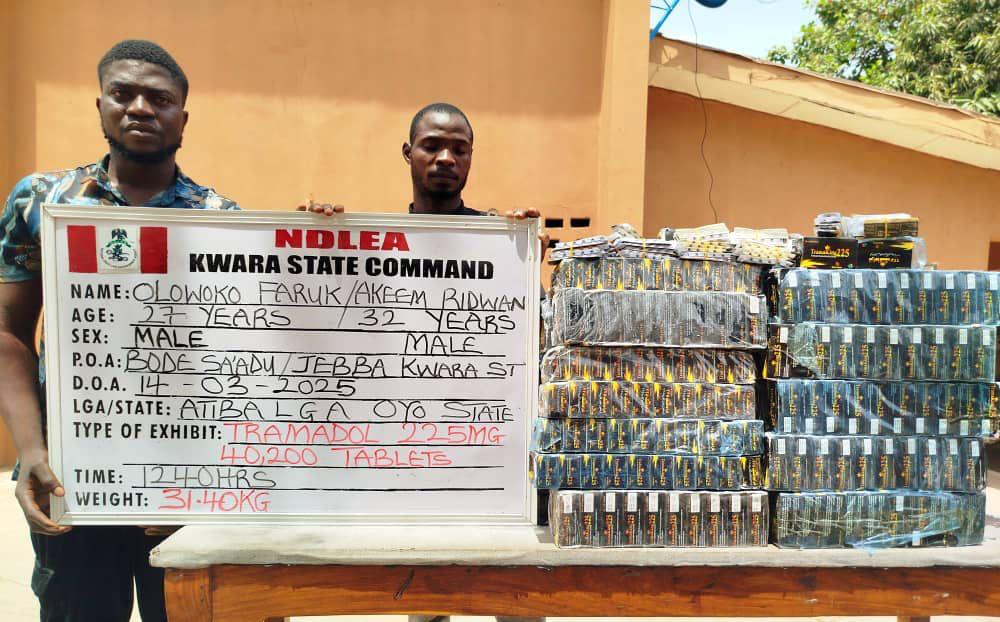 NDLEA
KWARA STATE COMMAND
NAME: OLOWOKO FARUK/AKEEM RIDWAN
AGE: 27 YEARS / 32 YEARS
SEX: MALE MALE
P.O.A: BODE SA'ADU/JEBBA KWARA ST
D.O.A. 14-03-2025
LGA/STATE: ATIBA LGA OYO STATE
TYPE OF EXHIBIT: TRAMADOL 225MG
40,200 TABLETS
TIME: 1240HRS
WEIGHT: 31.40KG